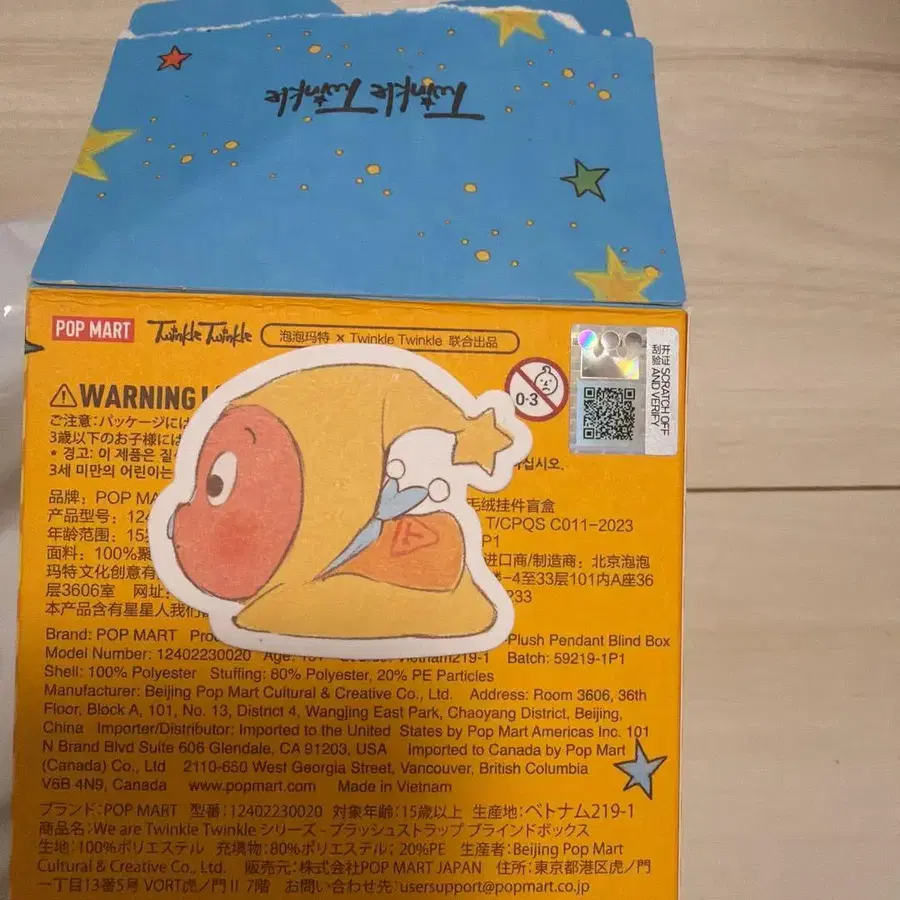 Twinkle Twinkle
POP MART Twinkle Twinkle 泡泡玛特 × Twinkle Twinkle 联合出品
开过 SCRATCH OFF
刮验 AND VERIFY
WARNING
0-3
ご注意:パッケージには
3歳以下のお子様には
• 경고: 이 제품은 질
3세 미만의 어린이는 십시오.
品牌: POP MA 毛绒挂件盲盒
产品型号: 124 T/CPQS C011-2023
年龄范围: 15 P1
面料: 100%聚 进口商/制造商: 北京泡泡
玛特文化创意有 -4至33层101内A座36
层3606室 网址: 233
本产品含有星星人我们
Brand: POP MART Pro Plush Pendant Blind Box
Model Number: 12402230020 Age: 15+ Vietnam219-1 Batch: 59219-1P1
Shell: 100% Polyester Stuffing: 80% Polyester, 20% PE Particles
Manufacturer: Beijing Pop Mart Cultural & Creative Co., Ltd. Address: Room 3606, 36th
Floor, Block A, 101, No. 13, District 4, Wangjing East Park, Chaoyang District, Beijing,
China Importer/Distributor: Imported to the United States by Pop Mart Americas Inc. 101
N Brand Blvd Suite 606 Glendale, CA 91203, USA Imported to Canada by Pop Mart
(Canada) Co., Ltd 2110-650 West Georgia Street, Vancouver, British Columbia
V6B 4N9, Canada www.popmart.com Made in Vietnam
ブランド:POP MART 型番:12402230020 対象年齢:15歳以上 生産地:ベトナム219-1
商品名:We are Twinkle Twinkle シリーズ - プラッシュストラップ ブラインドボックス
生地:100%ポリエステル 充填物:80%ポリエステル; 20%PE 生産者:Beijing Pop Mart
Cultural & Creative Co., Ltd. 販売元:株式会社POP MART JAPAN 住所:東京都港区虎ノ門
一丁目13番5号 VORT虎ノ門II 7階 お問い合わせ先:usersupport@popmart.co.jp